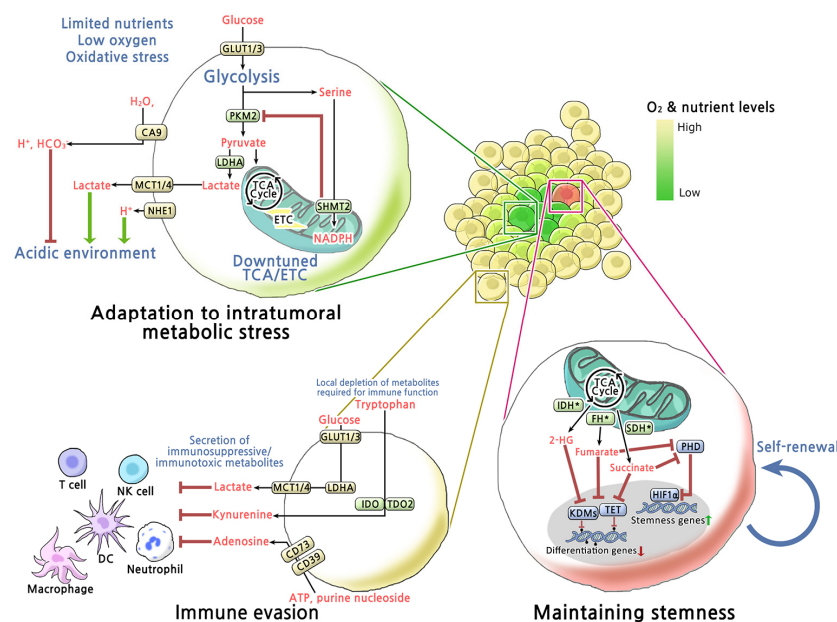 Limited nutrients
Low oxygen
Oxidative stress
Glucose
GLUT1/3
Glycolysis
Serine
H₂O,
PKM2
CA9
H⁺, HCO₃⁻
Pyruvate
LDHA
Lactate
MCT1/4
Lactate
TCA
Cycle
SHMT2
H⁺
NHE1
ETC
NADPH
Acidic environment
Downtuned
TCA/ETC
Adaptation to intratumoral
metabolic stress
O₂ & nutrient levels
High
Low
Local depletion of metabolites
required for immune function
Tryptophan
Glucose
GLUT1/3
Secretion of
immunosuppressive/
immunotoxic metabolites
T cell
NK cell
Lactate
MCT1/4
LDHA
IDO
TDO2
Kynurenine
DC
Neutrophil
Adenosine
CD73
CD39
Macrophage
ATP, purine nucleoside
Immune evasion
TCA
Cycle
IDH*
FH*
SDH*
2-HG
Fumarate
PHD
Succinate
HIF1α
KDMs
TET
Stemness genes↑
Differentiation genes↓
Self-renewal
Maintaining stemness